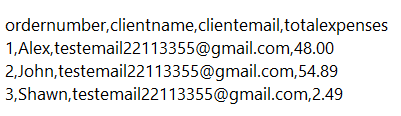 ordernumber,clientname,clientemail,totalexpenses
1,Alex,testemail22113355@gmail.com,48.00
2,John,testemail22113355@gmail.com,54.89
3,Shawn,testemail22113355@gmail.com,2.49